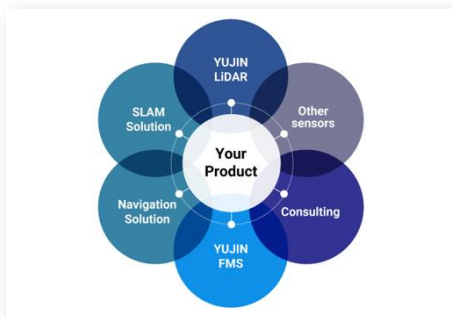 YUJIN
LiDAR
SLAM
Solution
Other
sensors
Your
Product
Navigation
Solution
Consulting
YUJIN
FMS